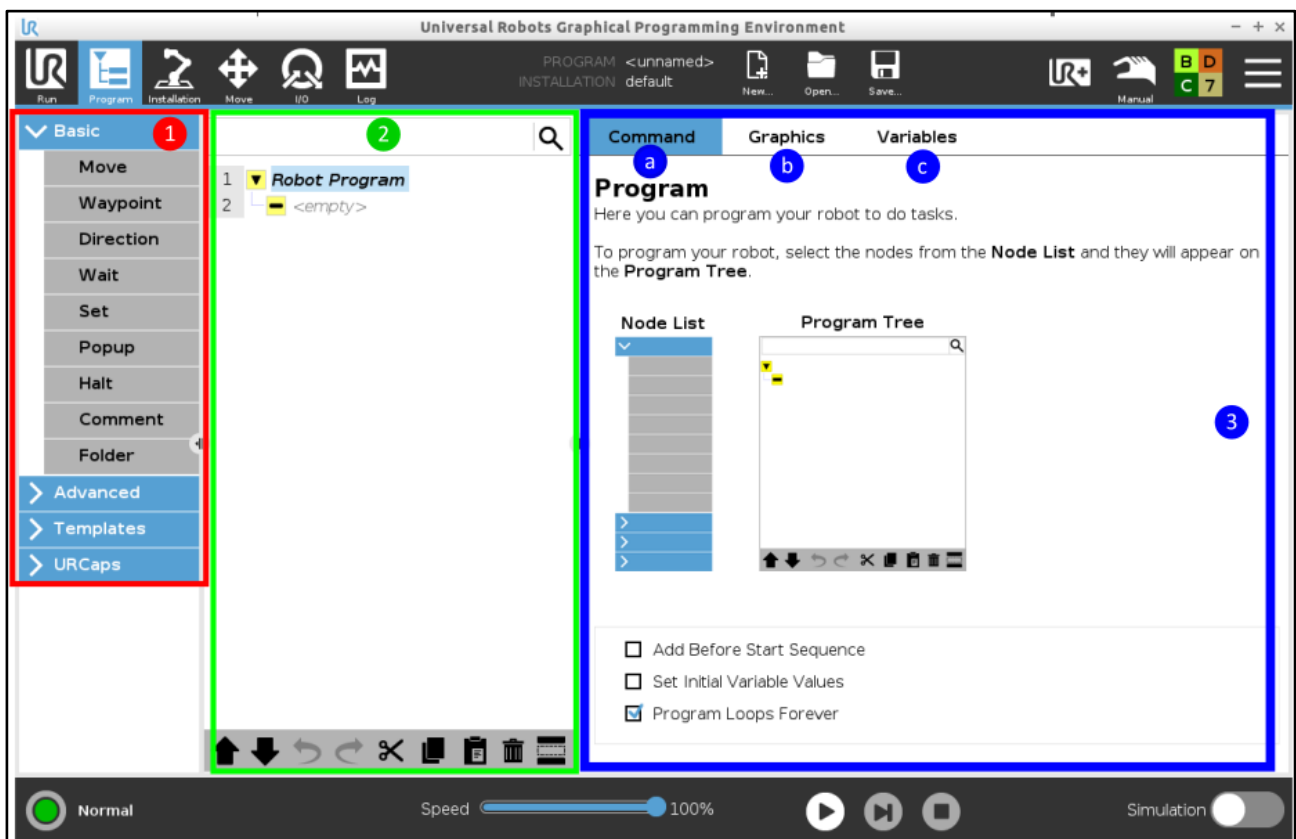 UR Universal Robots Graphical Programming Environment - + x
UR
PROGRAM <unnamed>
INSTALLATION default
Run Program Installation Move I/O Log New... Open... Save... UR+ Manual B D C 7
Basic 1
Move
Waypoint
Direction
Wait
Set
Popup
Halt
Comment
Folder
Advanced
Templates
URCaps
2
1 Robot Program
2 <empty>
Command Graphics Variables
a b c
Program
Here you can program your robot to do tasks.
To program your robot, select the nodes from the Node List and they will appear on
the Program Tree.
Node List Program Tree
3
Add Before Start Sequence
Set Initial Variable Values
Program Loops Forever
Normal Speed 100% Simulation